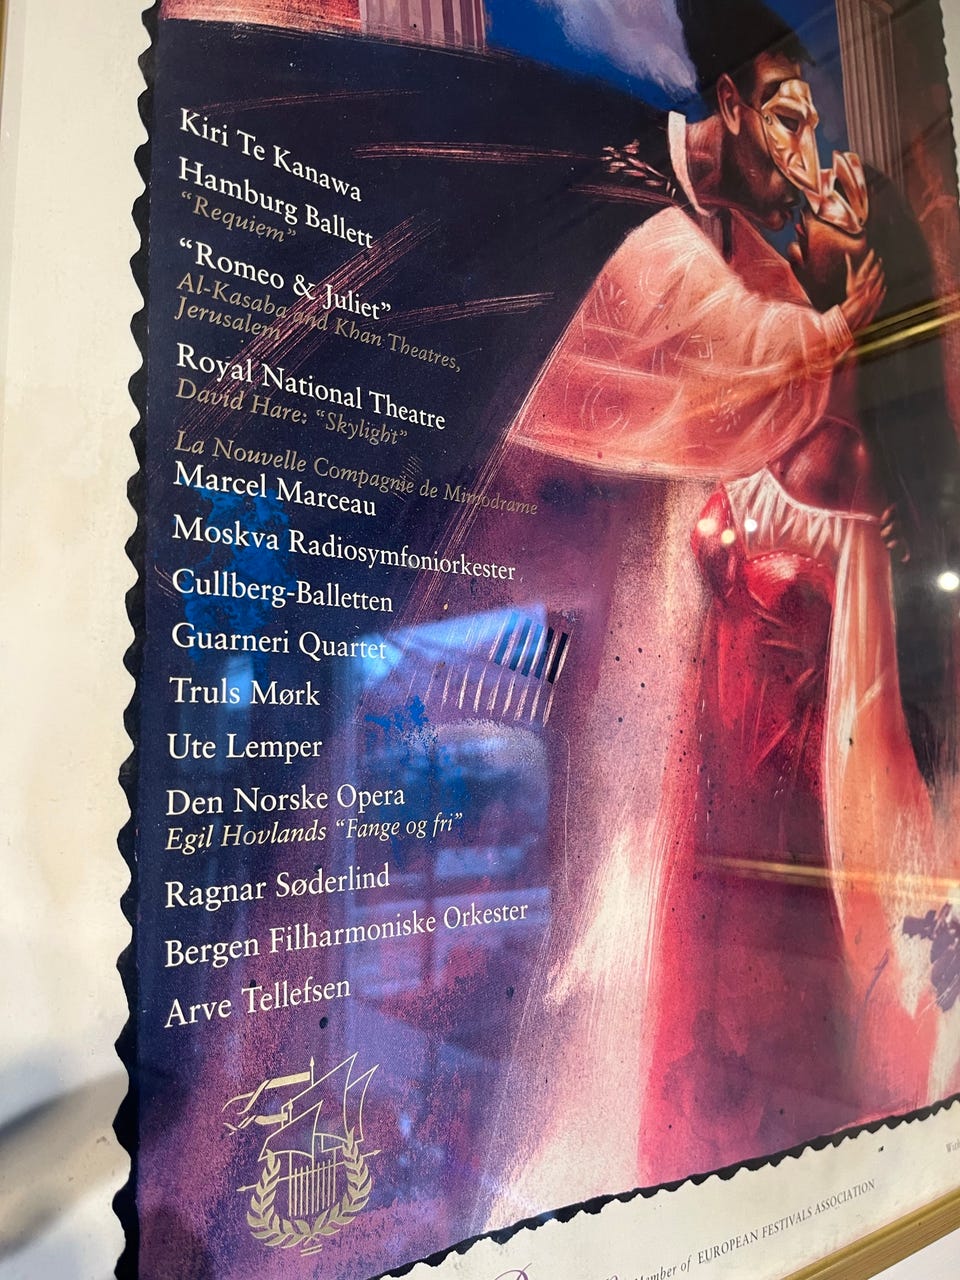 Kiri Te Kanawa
Hamburg Ballett
“Requiem”
“Romeo & Juliet”
Al-Kasaba and Khan Theatres,
Jerusalem
Royal National Theatre
David Hare: “Skylight”
La Nouvelle Compagnie de Mimodrame
Marcel Marceau
Moskva Radiosymfoniorkester
Cullberg-Balletten
Guarneri Quartet
Truls Mørk
Ute Lemper
Den Norske Opera
Egil Hovlands “Fange og fri”
Ragnar Søderlind
Bergen Filharmoniske Orkester
Arve Tellefsen
Member of EUROPEAN FESTIVALS ASSOCIATION